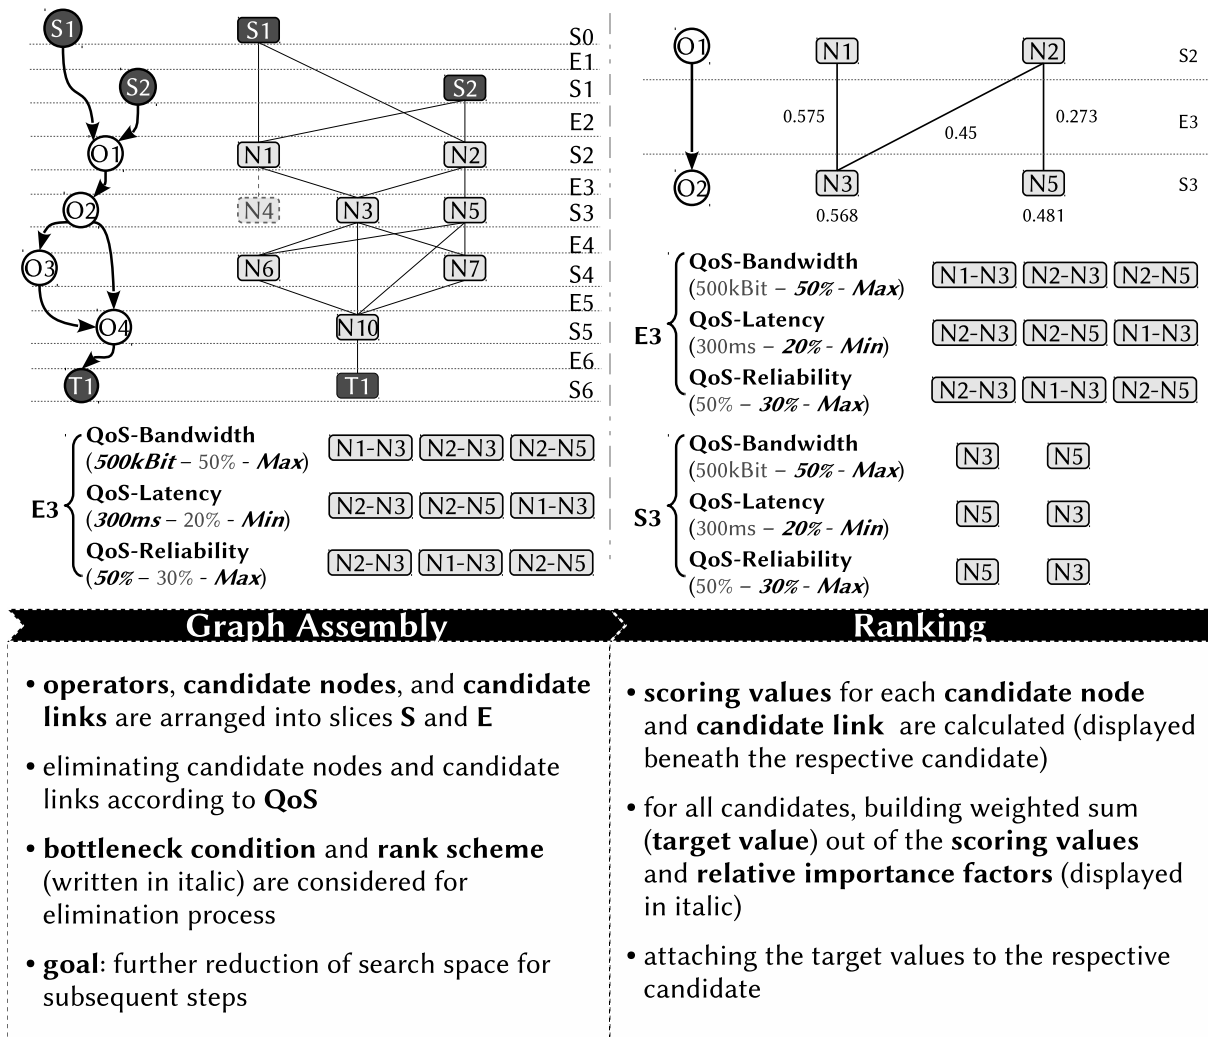 S1
S1
S0
E1
S2
S2
S1
E2
O1
N1
N2
S2
E3
O2
N4
N3
N5
S3
E4
O3
N6
N7
S4
E5
O4
N10
S5
E6
T1
T1
S6
E3
QoS-Bandwidth
(500kBit – 50% - Max)
N1-N3 N2-N3 N2-N5
QoS-Latency
(300ms – 20% - Min)
N2-N3 N2-N5 N1-N3
QoS-Reliability
(50% – 30% - Max)
N2-N3 N1-N3 N2-N5
O1
N1
N2
S2
0.575
0.45
0.273
E3
O2
N3
N5
S3
0.568
0.481
E3
QoS-Bandwidth
(500kBit – 50% - Max)
N1-N3 N2-N3 N2-N5
QoS-Latency
(300ms – 20% - Min)
N2-N3 N2-N5 N1-N3
QoS-Reliability
(50% – 30% - Max)
N2-N3 N1-N3 N2-N5
S3
QoS-Bandwidth
(500kBit – 50% - Max)
N3 N5
QoS-Latency
(300ms – 20% - Min)
N5 N3
QoS-Reliability
(50% – 30% - Max)
N5 N3
Graph Assembly
• operators, candidate nodes, and candidate
links are arranged into slices S and E
• eliminating candidate nodes and candidate
links according to QoS
• bottleneck condition and rank scheme
(written in italic) are considered for
elimination process
• goal: further reduction of search space for
subsequent steps
Ranking
• scoring values for each candidate node
and candidate link are calculated (displayed
beneath the respective candidate)
• for all candidates, building weighted sum
(target value) out of the scoring values
and relative importance factors (displayed
in italic)
• attaching the target values to the respective
candidate